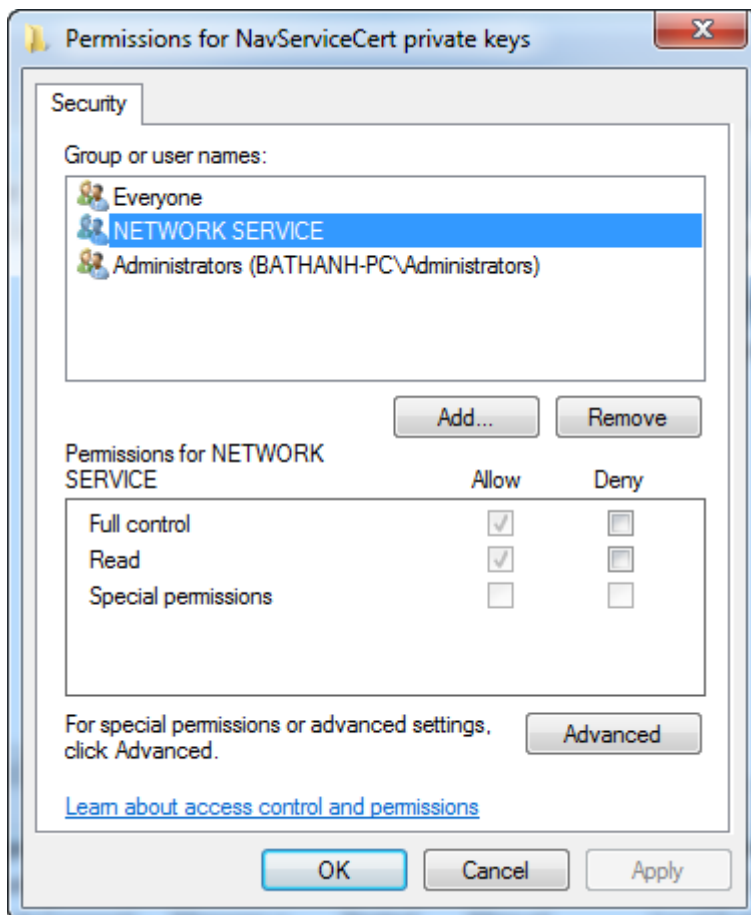 Permissions for NavServiceCert private keys
Security
Group or user names:
Everyone
NETWORK SERVICE
Administrators (BATHANH-PC\Administrators)
Add...
Remove
Permissions for NETWORK
SERVICE
Allow
Deny
Full control
Read
Special permissions
For special permissions or advanced settings,
click Advanced.
Advanced
Learn about access control and permissions
OK
Cancel
Apply